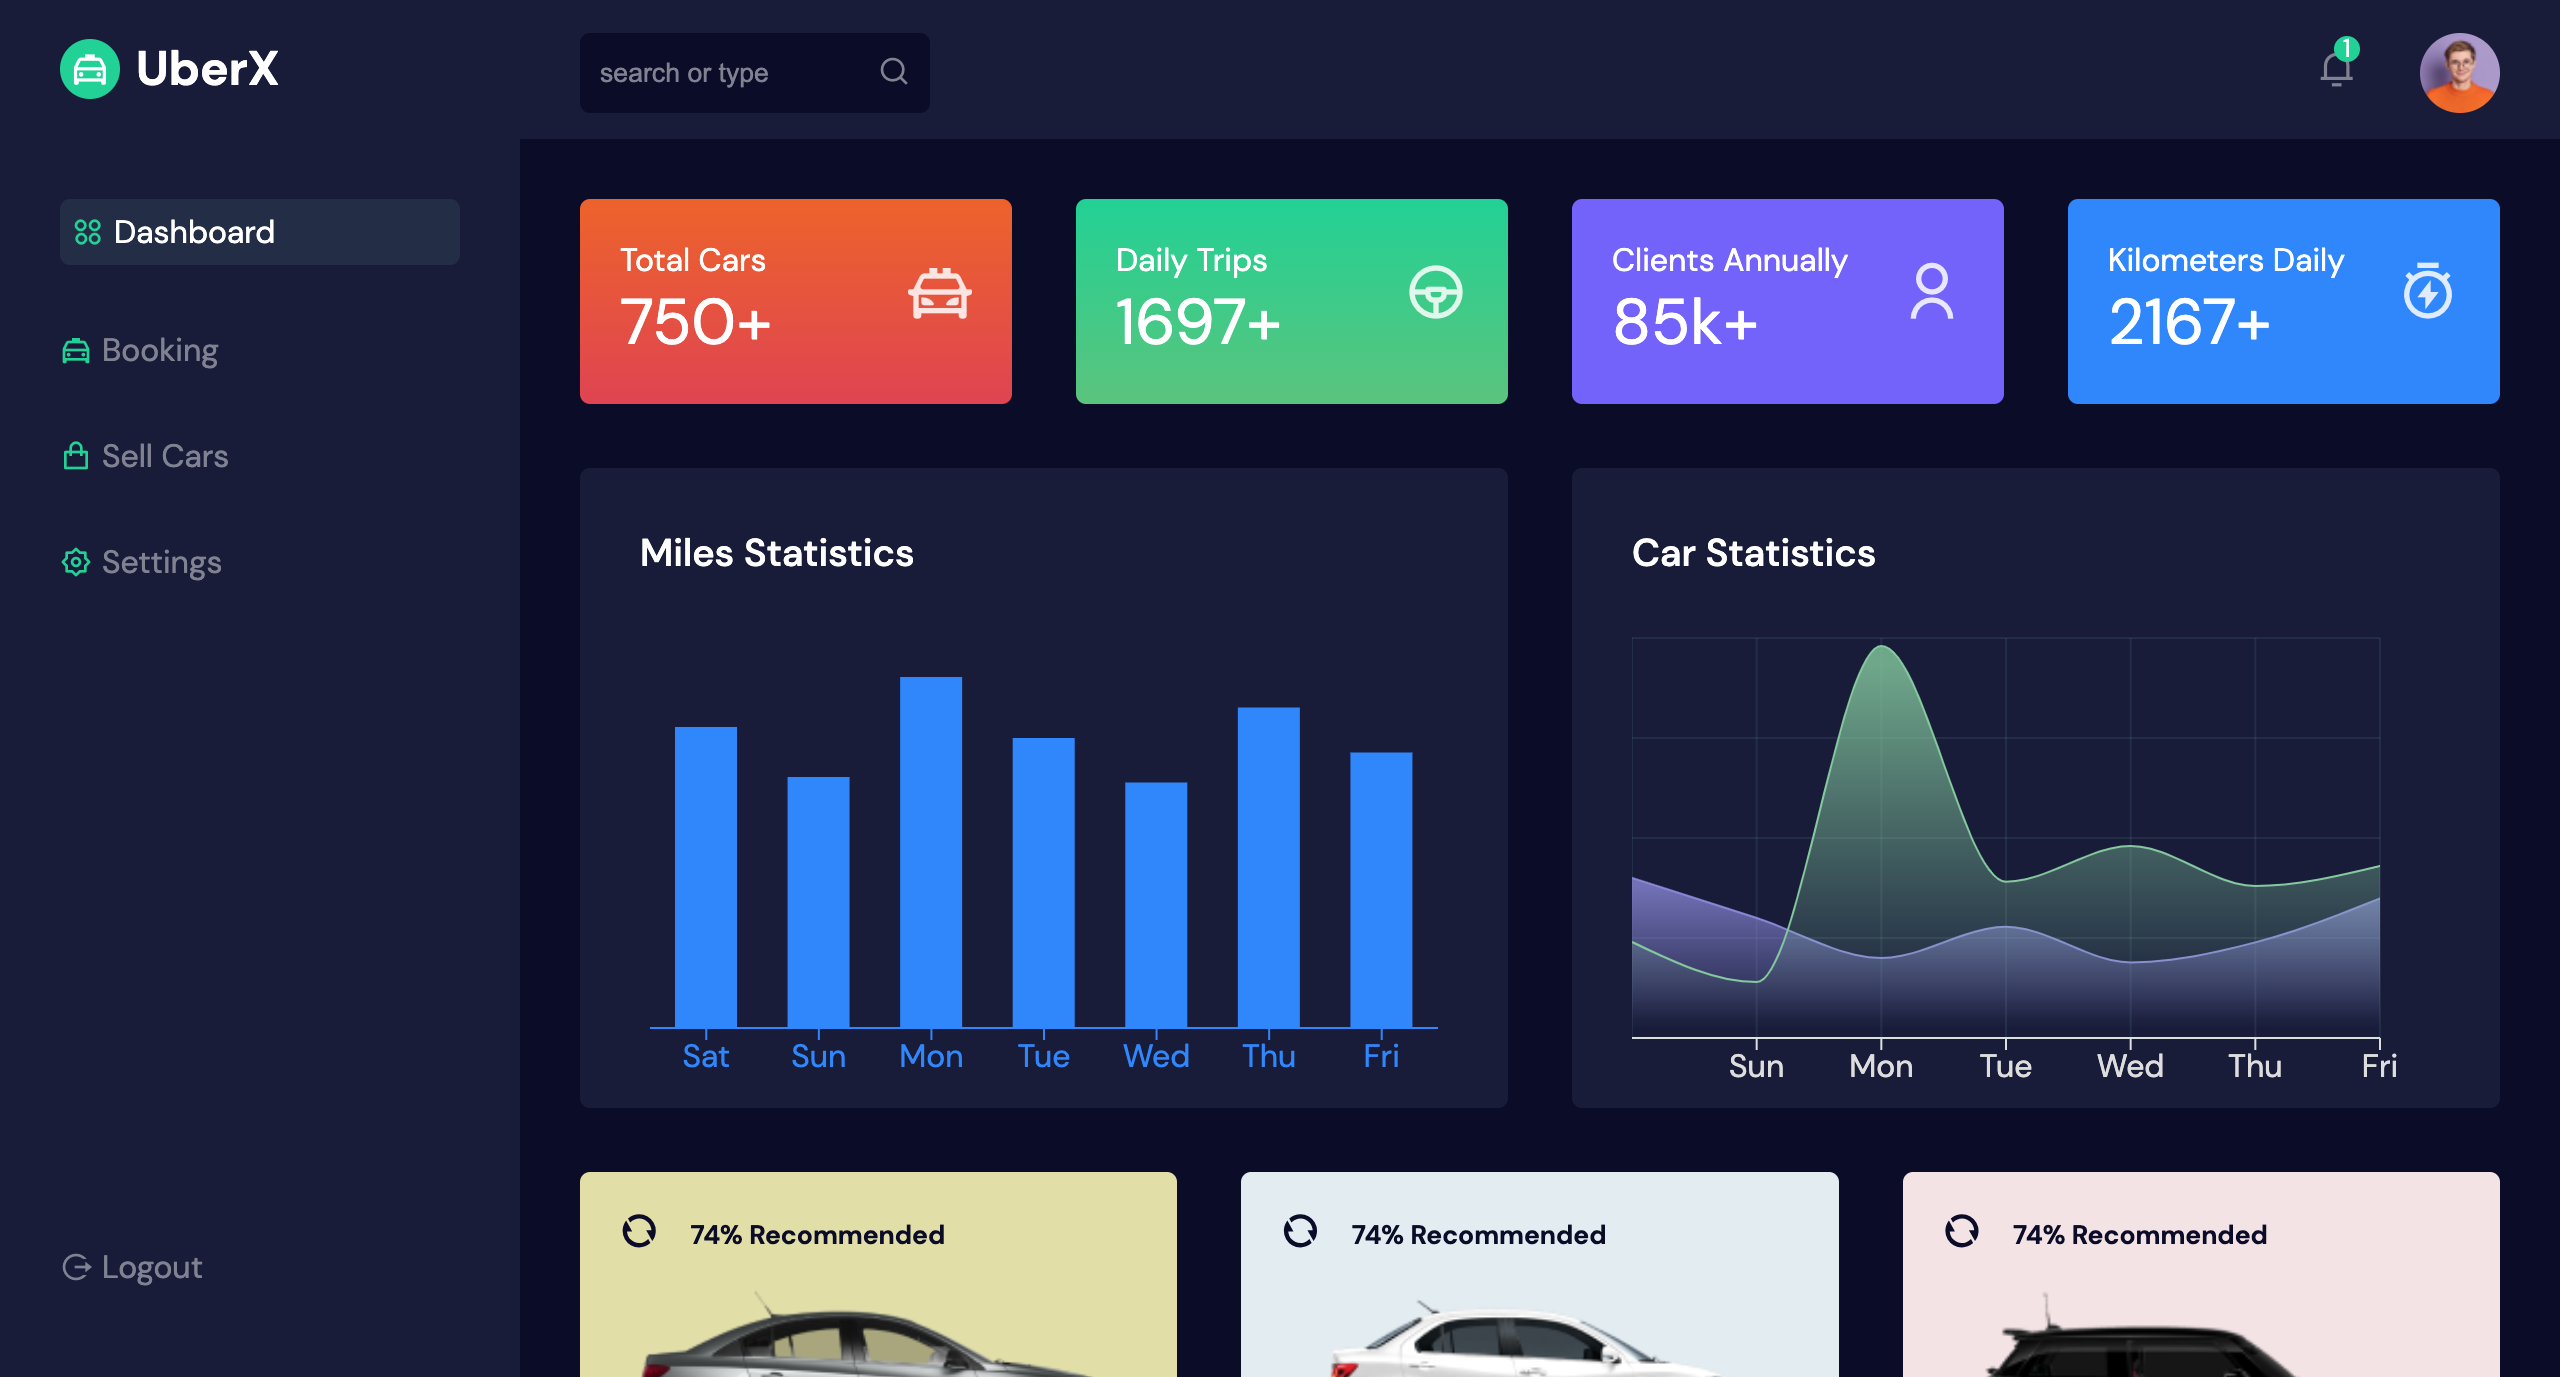 UberX
search or type
1
Dashboard
Booking
Sell Cars
Settings
Logout
Total Cars
750+
Daily Trips
1697+
Clients Annually
85k+
Kilometers Daily
2167+
Miles Statistics
Sat Sun Mon Tue Wed Thu Fri
Car Statistics
Sun Mon Tue Wed Thu Fri
74% Recommended
74% Recommended
74% Recommended